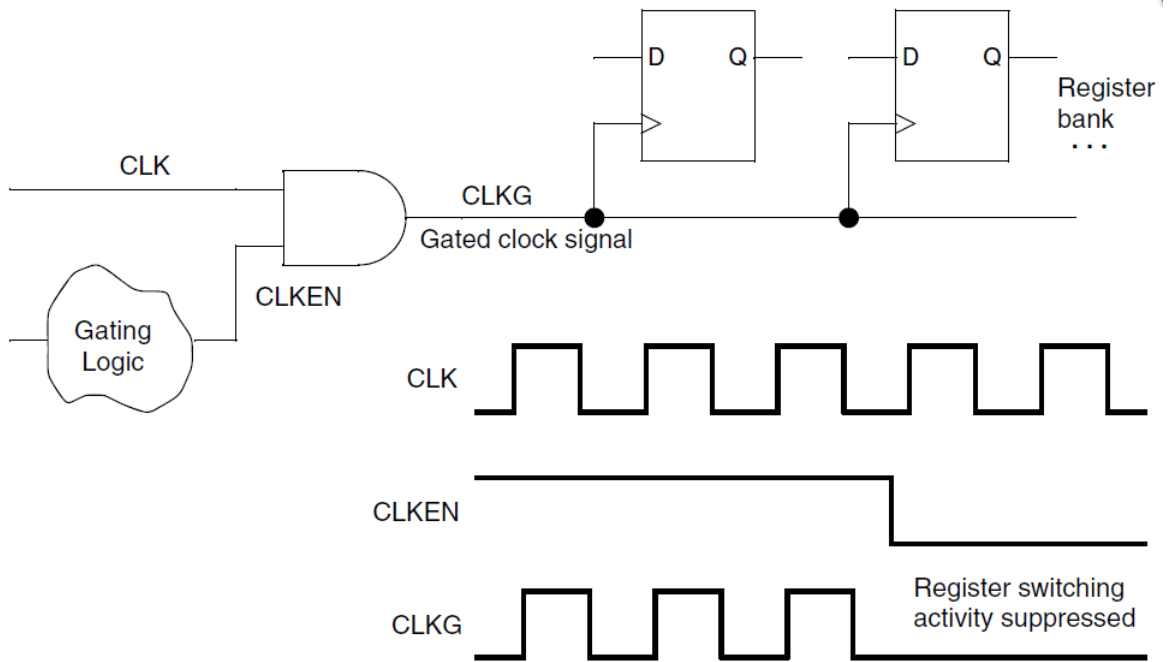 D Q
D Q
Register
bank
...
CLK
CLKG
Gated clock signal
CLKEN
Gating
Logic
CLK
CLKEN
CLKG
Register switching
activity suppressed